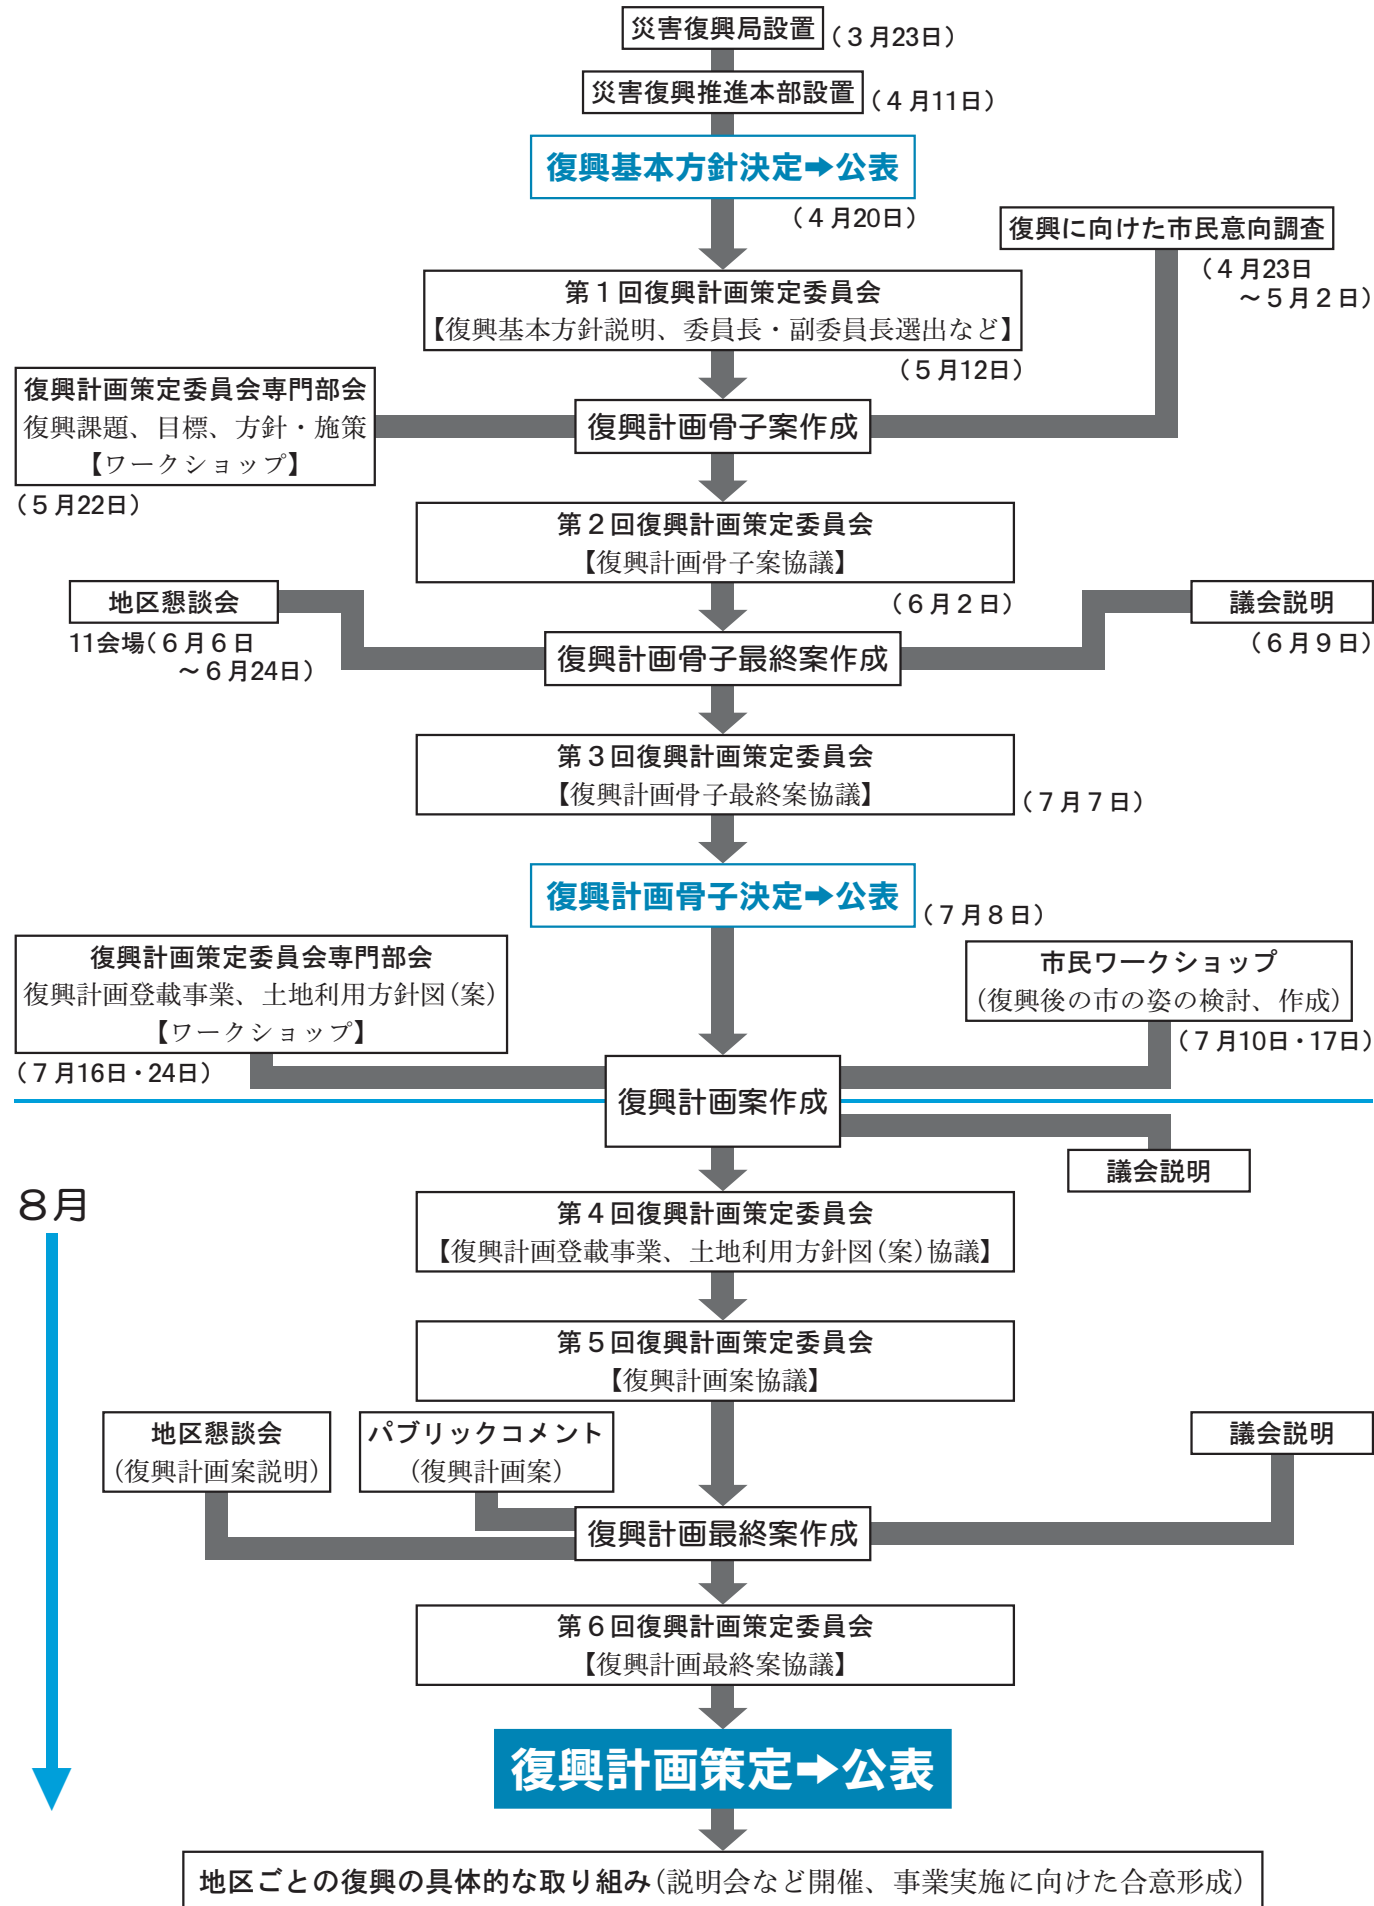 災害復興局設置
（３月23日）
災害復興推進本部設置
（４月11日）
復興基本方針決定➡公表
（４月20日）
復興に向けた市民意向調査
（４月23日
～５月２日）
第１回復興計画策定委員会
【復興基本方針説明、委員長・副委員長選出など】
（５月12日）
復興計画策定委員会専門部会
復興課題、目標、方針・施策
【ワークショップ】
（５月22日）
復興計画骨子案作成
第２回復興計画策定委員会
【復興計画骨子案協議】
（６月２日）
地区懇談会
11会場（６月６日
～６月24日）
議会説明
（６月９日）
復興計画骨子最終案作成
第３回復興計画策定委員会
【復興計画骨子最終案協議】
（７月７日）
復興計画骨子決定➡公表
（７月８日）
復興計画策定委員会専門部会
復興計画登載事業、土地利用方針図（案）
【ワークショップ】
（７月16日・24日）
市民ワークショップ
（復興後の市の姿の検討、作成）
（７月10日・17日）
復興計画案作成
議会説明
８月
第４回復興計画策定委員会
【復興計画登載事業、土地利用方針図（案）協議】
第５回復興計画策定委員会
【復興計画案協議】
地区懇談会
（復興計画案説明）
パブリックコメント
（復興計画案）
議会説明
復興計画最終案作成
第６回復興計画策定委員会
【復興計画最終案協議】
復興計画策定➡公表
地区ごとの復興の具体的な取り組み（説明会など開催、事業実施に向けた合意形成）